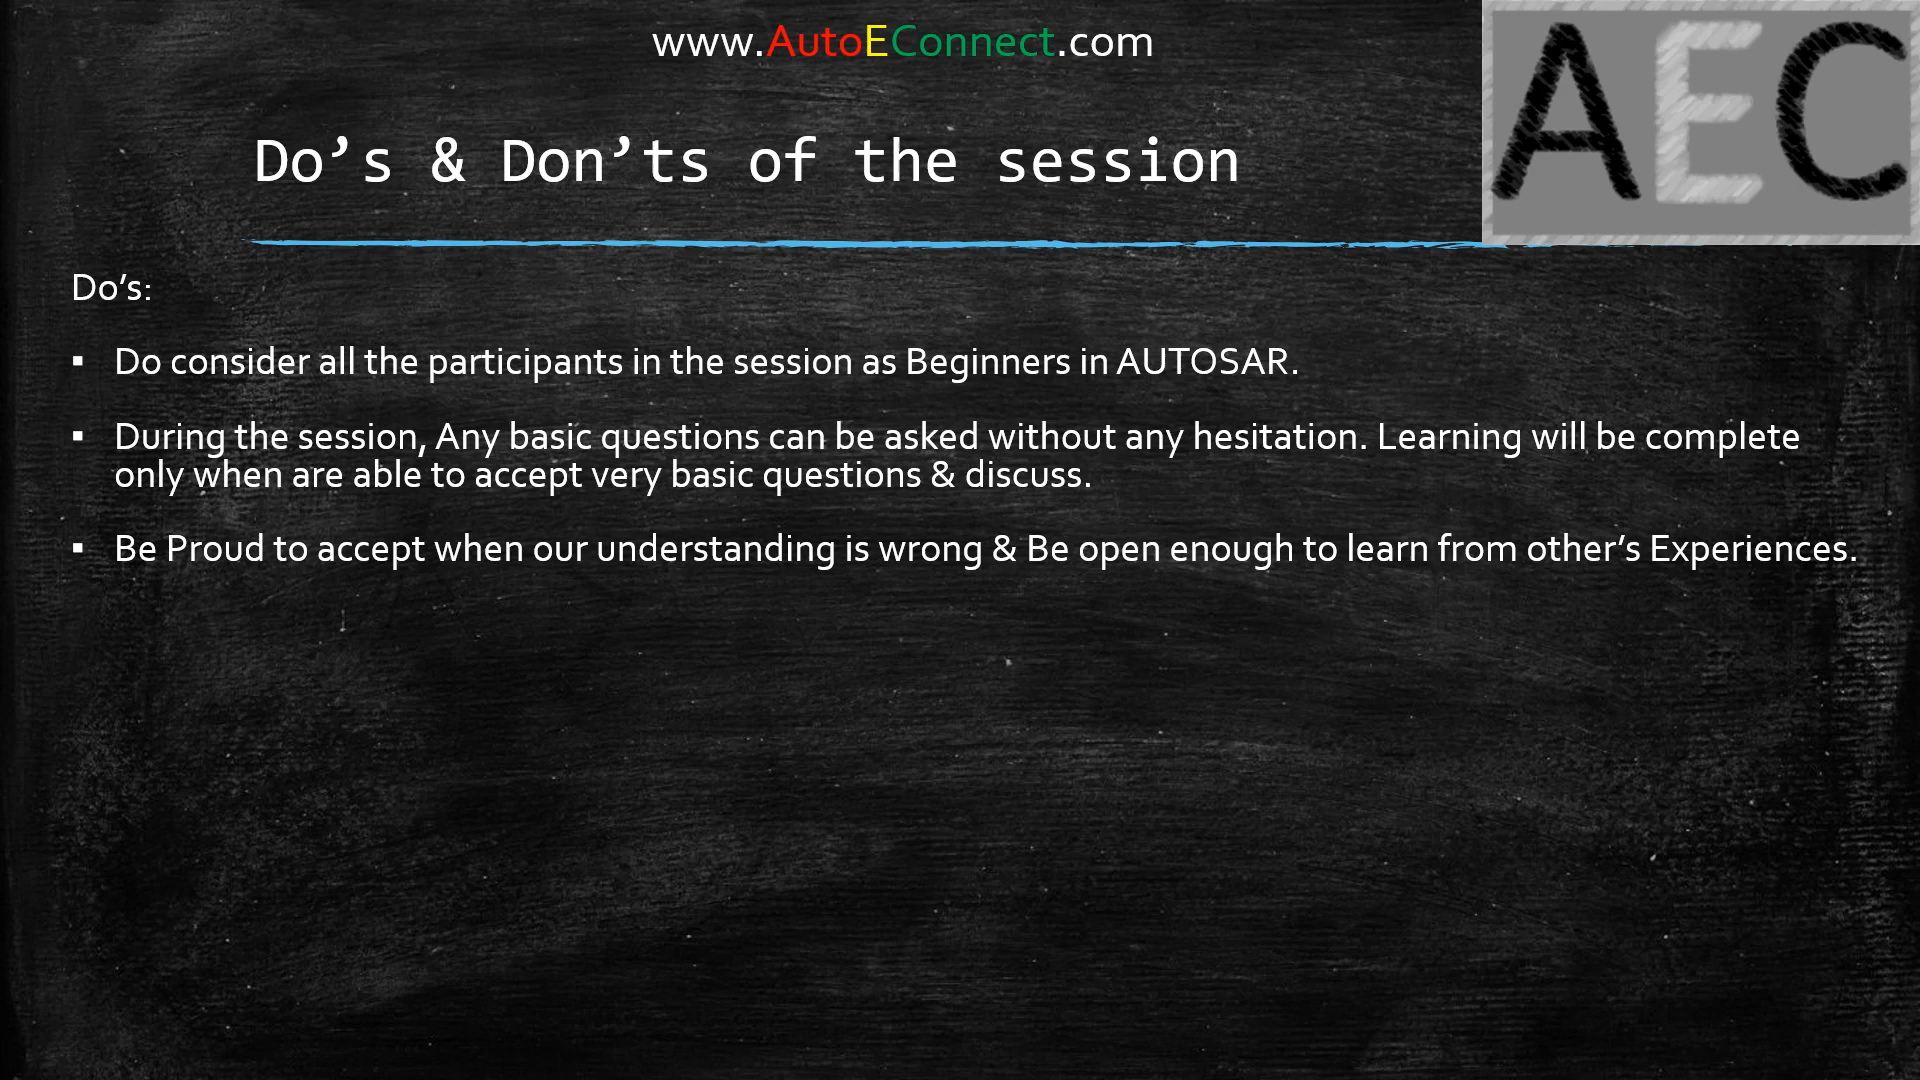 www.AutoEConnect.com
AEC
Do’s & Don’ts of the session
Do’s:
▪ Do consider all the participants in the session as Beginners in AUTOSAR.
▪ During the session, Any basic questions can be asked without any hesitation. Learning will be complete
only when are able to accept very basic questions & discuss.
▪ Be Proud to accept when our understanding is wrong & Be open enough to learn from other’s Experiences.